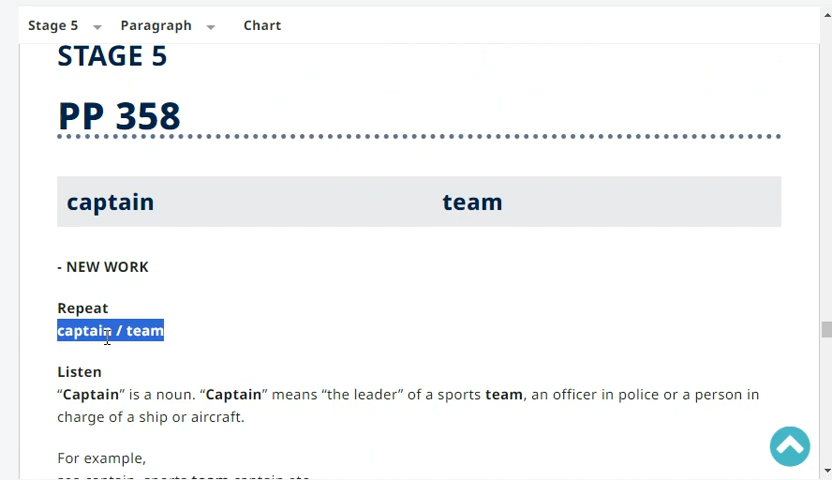 Stage 5 Paragraph Chart
STAGE 5
PP 358
captain team
- NEW WORK
Repeat
captain / team
Listen
“Captain” is a noun. “Captain” means “the leader” of a sports team, an officer in police or a person in
charge of a ship or aircraft.
For example,